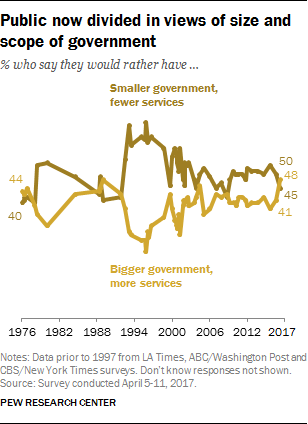 Public now divided in views of size and
scope of government
% who say they would rather have ...
Smaller government,
fewer services
50
44
48
40
45
41
Bigger government,
more services
1976 1982 1988 1994 2000 2006 2012 2017
Notes: Data prior to 1997 from LA Times, ABC/Washington Post and
CBS/New York Times surveys. Don't know responses not shown.
Source: Survey conducted April 5-11, 2017.
PEW RESEARCH CENTER